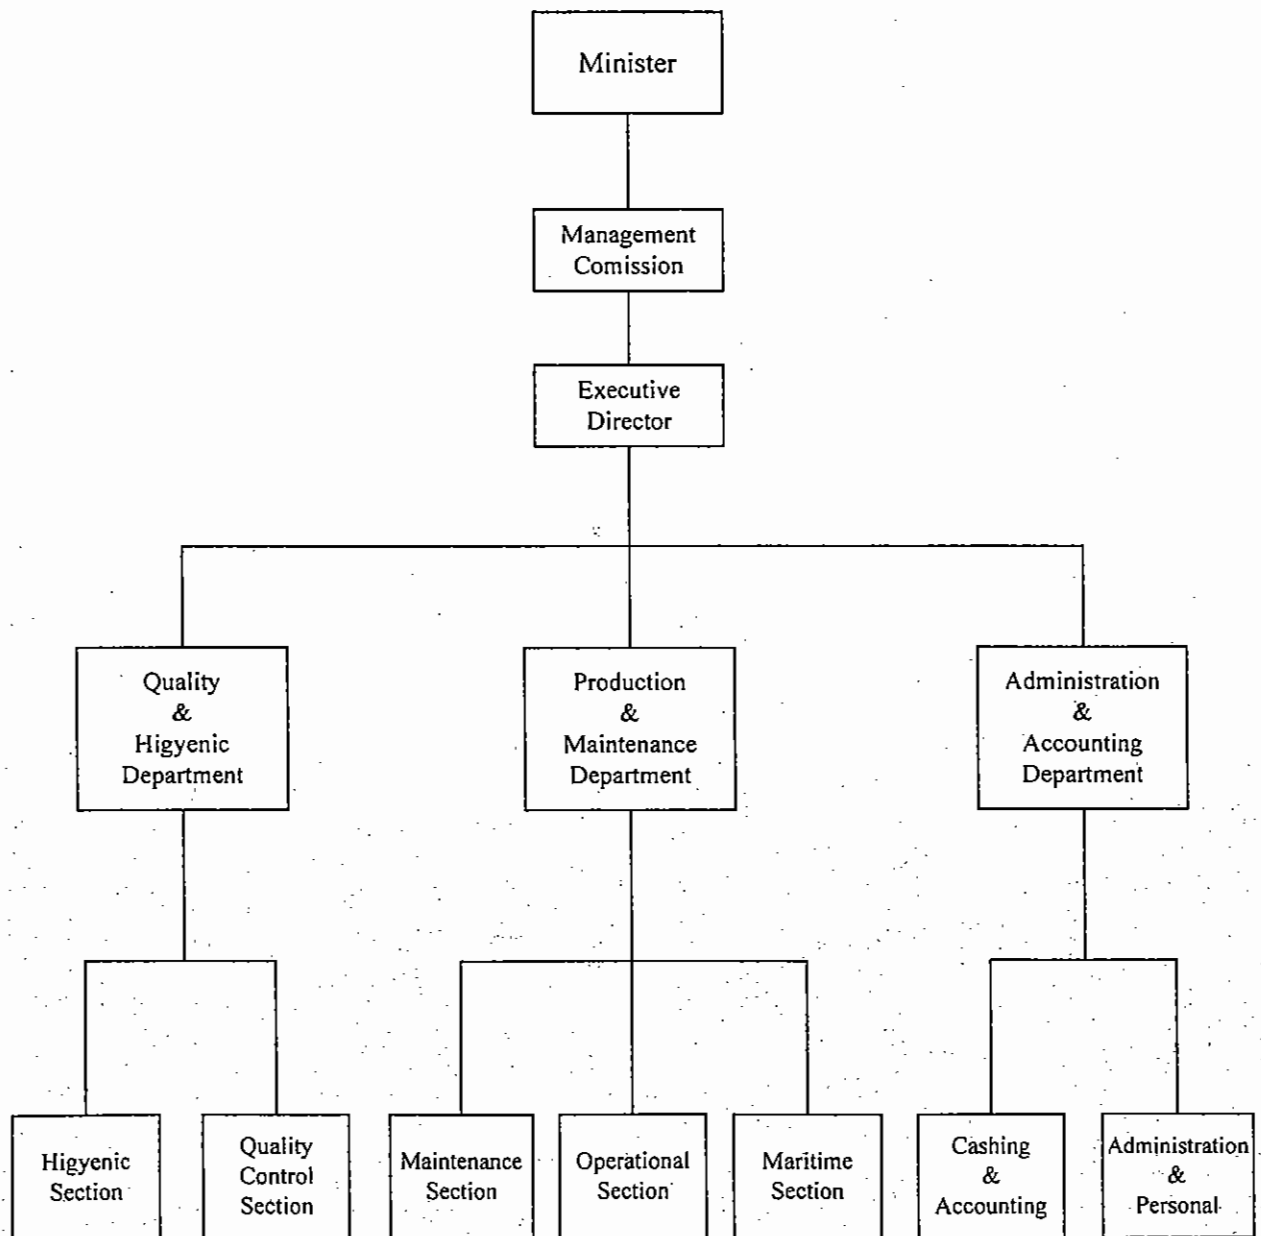 Minister
Management
Comission
Executive
Director
Quality
&
Higyenic
Department
Production
&
Maintenance
Department
Administration
&
Accounting
Department
Higyenic
Section
Quality
Control
Section
Maintenance
Section
Operational
Section
Maritime
Section
Cashing
&
Accounting
Administration
&
Personal